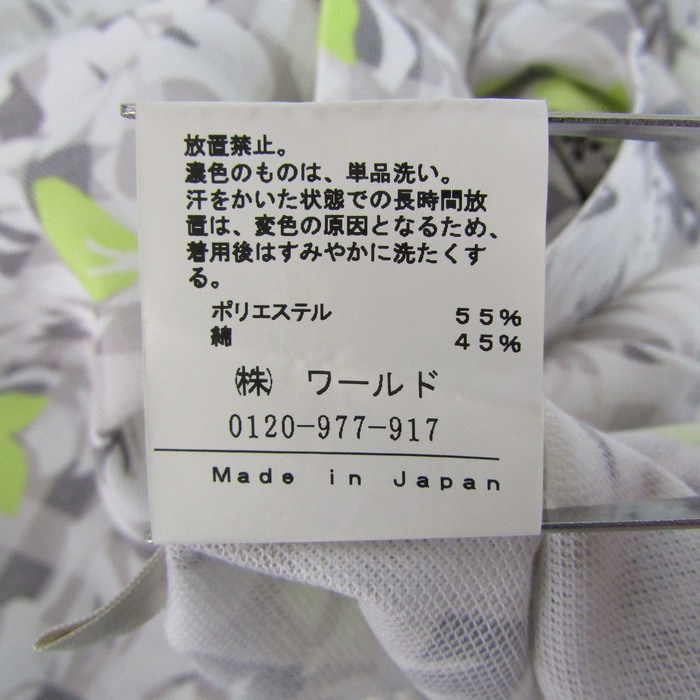 放置禁止。
濃色のものは、単品洗い。
汗をかいた状態での長時間放
置は、変色の原因となるため、
着用後はすみやかに洗たくす
る。
ポリエステル 55%
綿 45%
㈱ ワールド
0120-977-917
Made in Japan